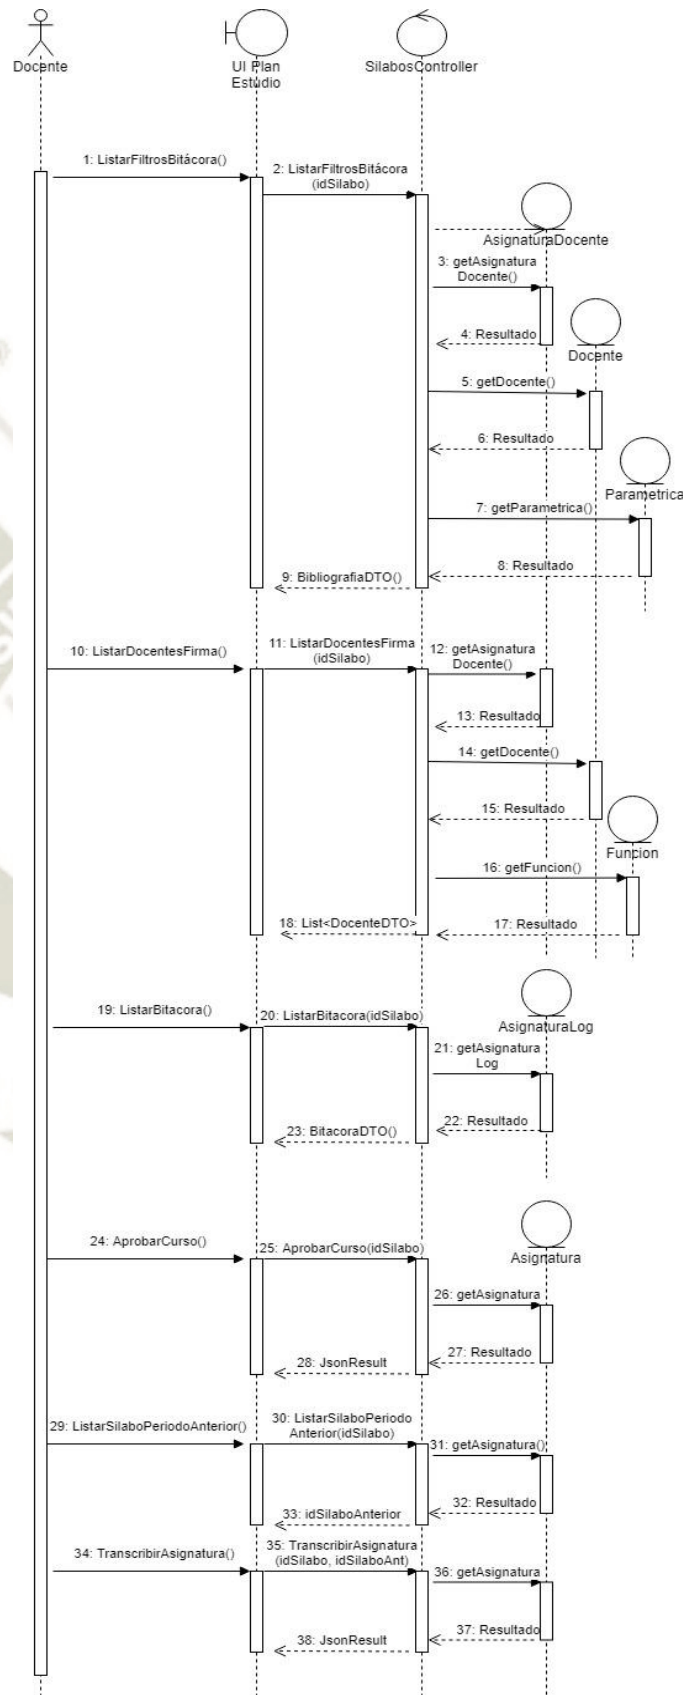 Docente
UI Plan
Estudio
SilabosController
1: ListarFiltrosBitácora()
2: ListarFiltrosBitácora
(idSilabo)
AsignaturaDocente
3: getAsignatura
Docente()
4: Resultado
Docente
5: getDocente()
6: Resultado
Parametrica
7: getParametrica()
8: Resultado
9: BibliografiaDTO()
10: ListarDocentesFirma()
11: ListarDocentesFirma
(idSilabo)
12: getAsignatura
Docente()
13: Resultado
14: getDocente()
15: Resultado
Funcion
16: getFuncion()
17: Resultado
18: List<DocenteDTO>
AsignaturaLog
19: ListarBitacora()
20: ListarBitacora(idSilabo)
21: getAsignatura
Log
22: Resultado
23: BitacoraDTO()
Asignatura
24: AprobarCurso()
25: AprobarCurso(idSilabo)
26: getAsignatura
27: Resultado
28: JsonResult
29: ListarSilaboPeriodoAnterior()
30: ListarSilaboPeriodo
Anterior(idSilabo)
31: getAsignatura()
32: Resultado
33: idSilaboAnterior
34: TranscribirAsignatura()
35: TranscribirAsignatura
(idSilabo, idSilaboAnt)
36: getAsignatura
37: Resultado
38: JsonResult